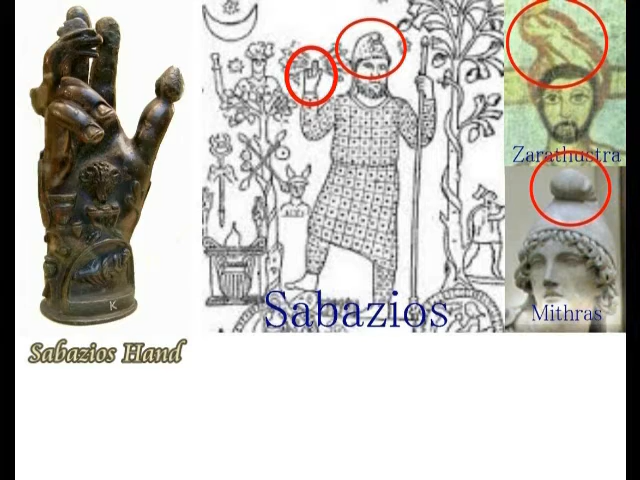 Zarathustra
K
Sabazios
Mithras
Sabazios Hand